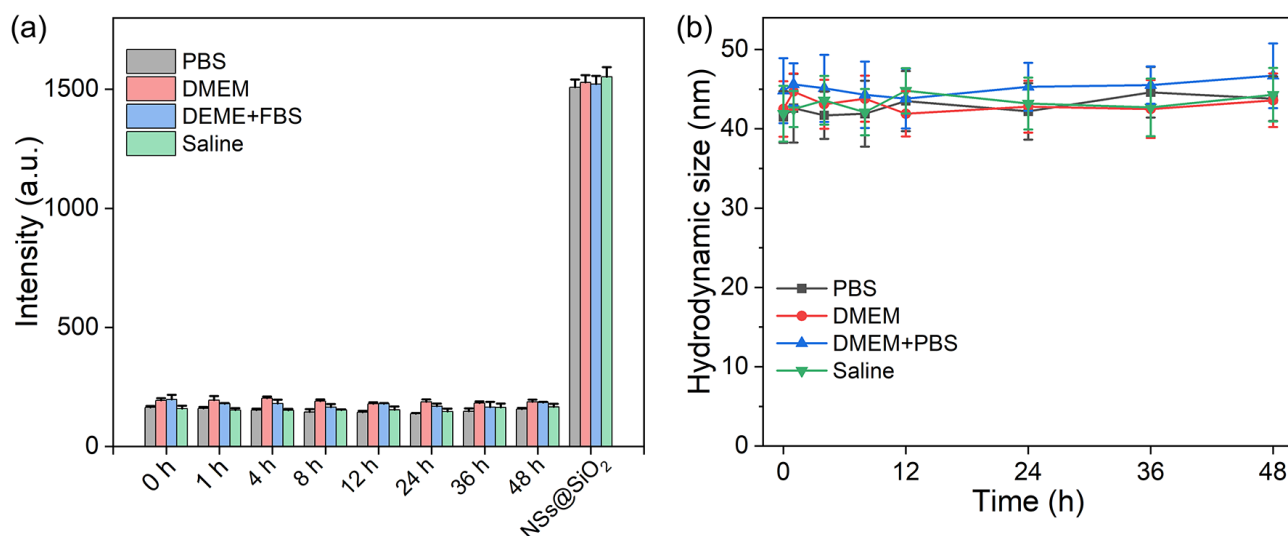 (a)
PBS
DMEM
DEME+FBS
Saline
Intensity (a.u.)
1500
1000
500
0
0 h
1 h
4 h
8 h
12 h
24 h
36 h
48 h
NSs@SiO₂
(b)
Hydrodynamic size (nm)
50
40
30
20
10
0
PBS
DMEM
DMEM+PBS
Saline
0
12
24
36
48
Time (h)